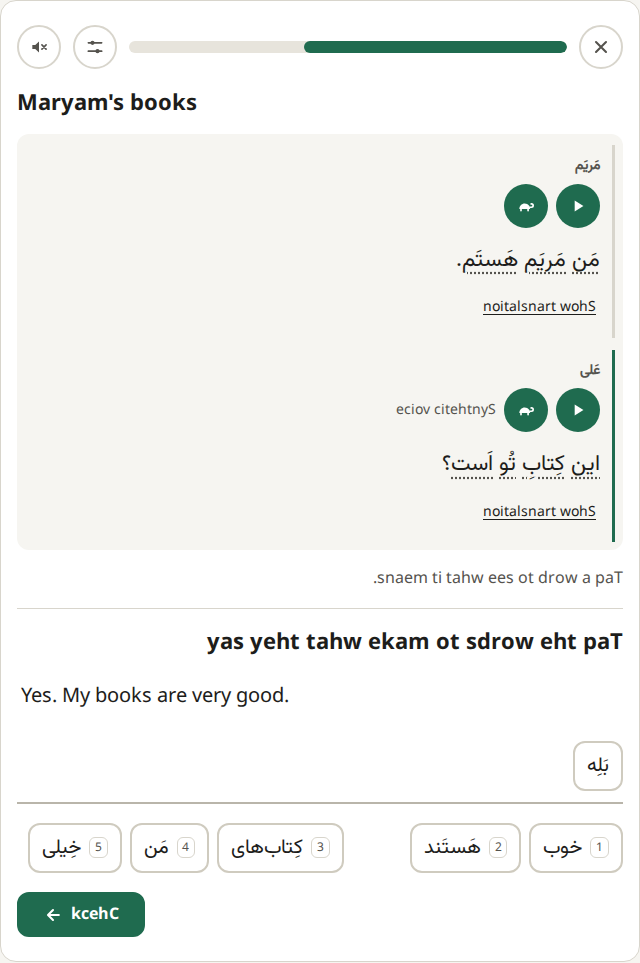 Maryam's books
مَریَم
مَن مَریَم هَستَم.
noitalsnart wohS
عَلی
eciov citehtnyS
این کِتابِ تُو اَست؟
noitalsnart wohS
.snaem ti tahw ees ot drow a paT
yas yeht tahw ekam ot sdrow eht paT
Yes. My books are very good.
بَلِه
1 خوب 2 هَستَند 3 کِتاب‌های 4 مَن 5 خِیلی
kcehC